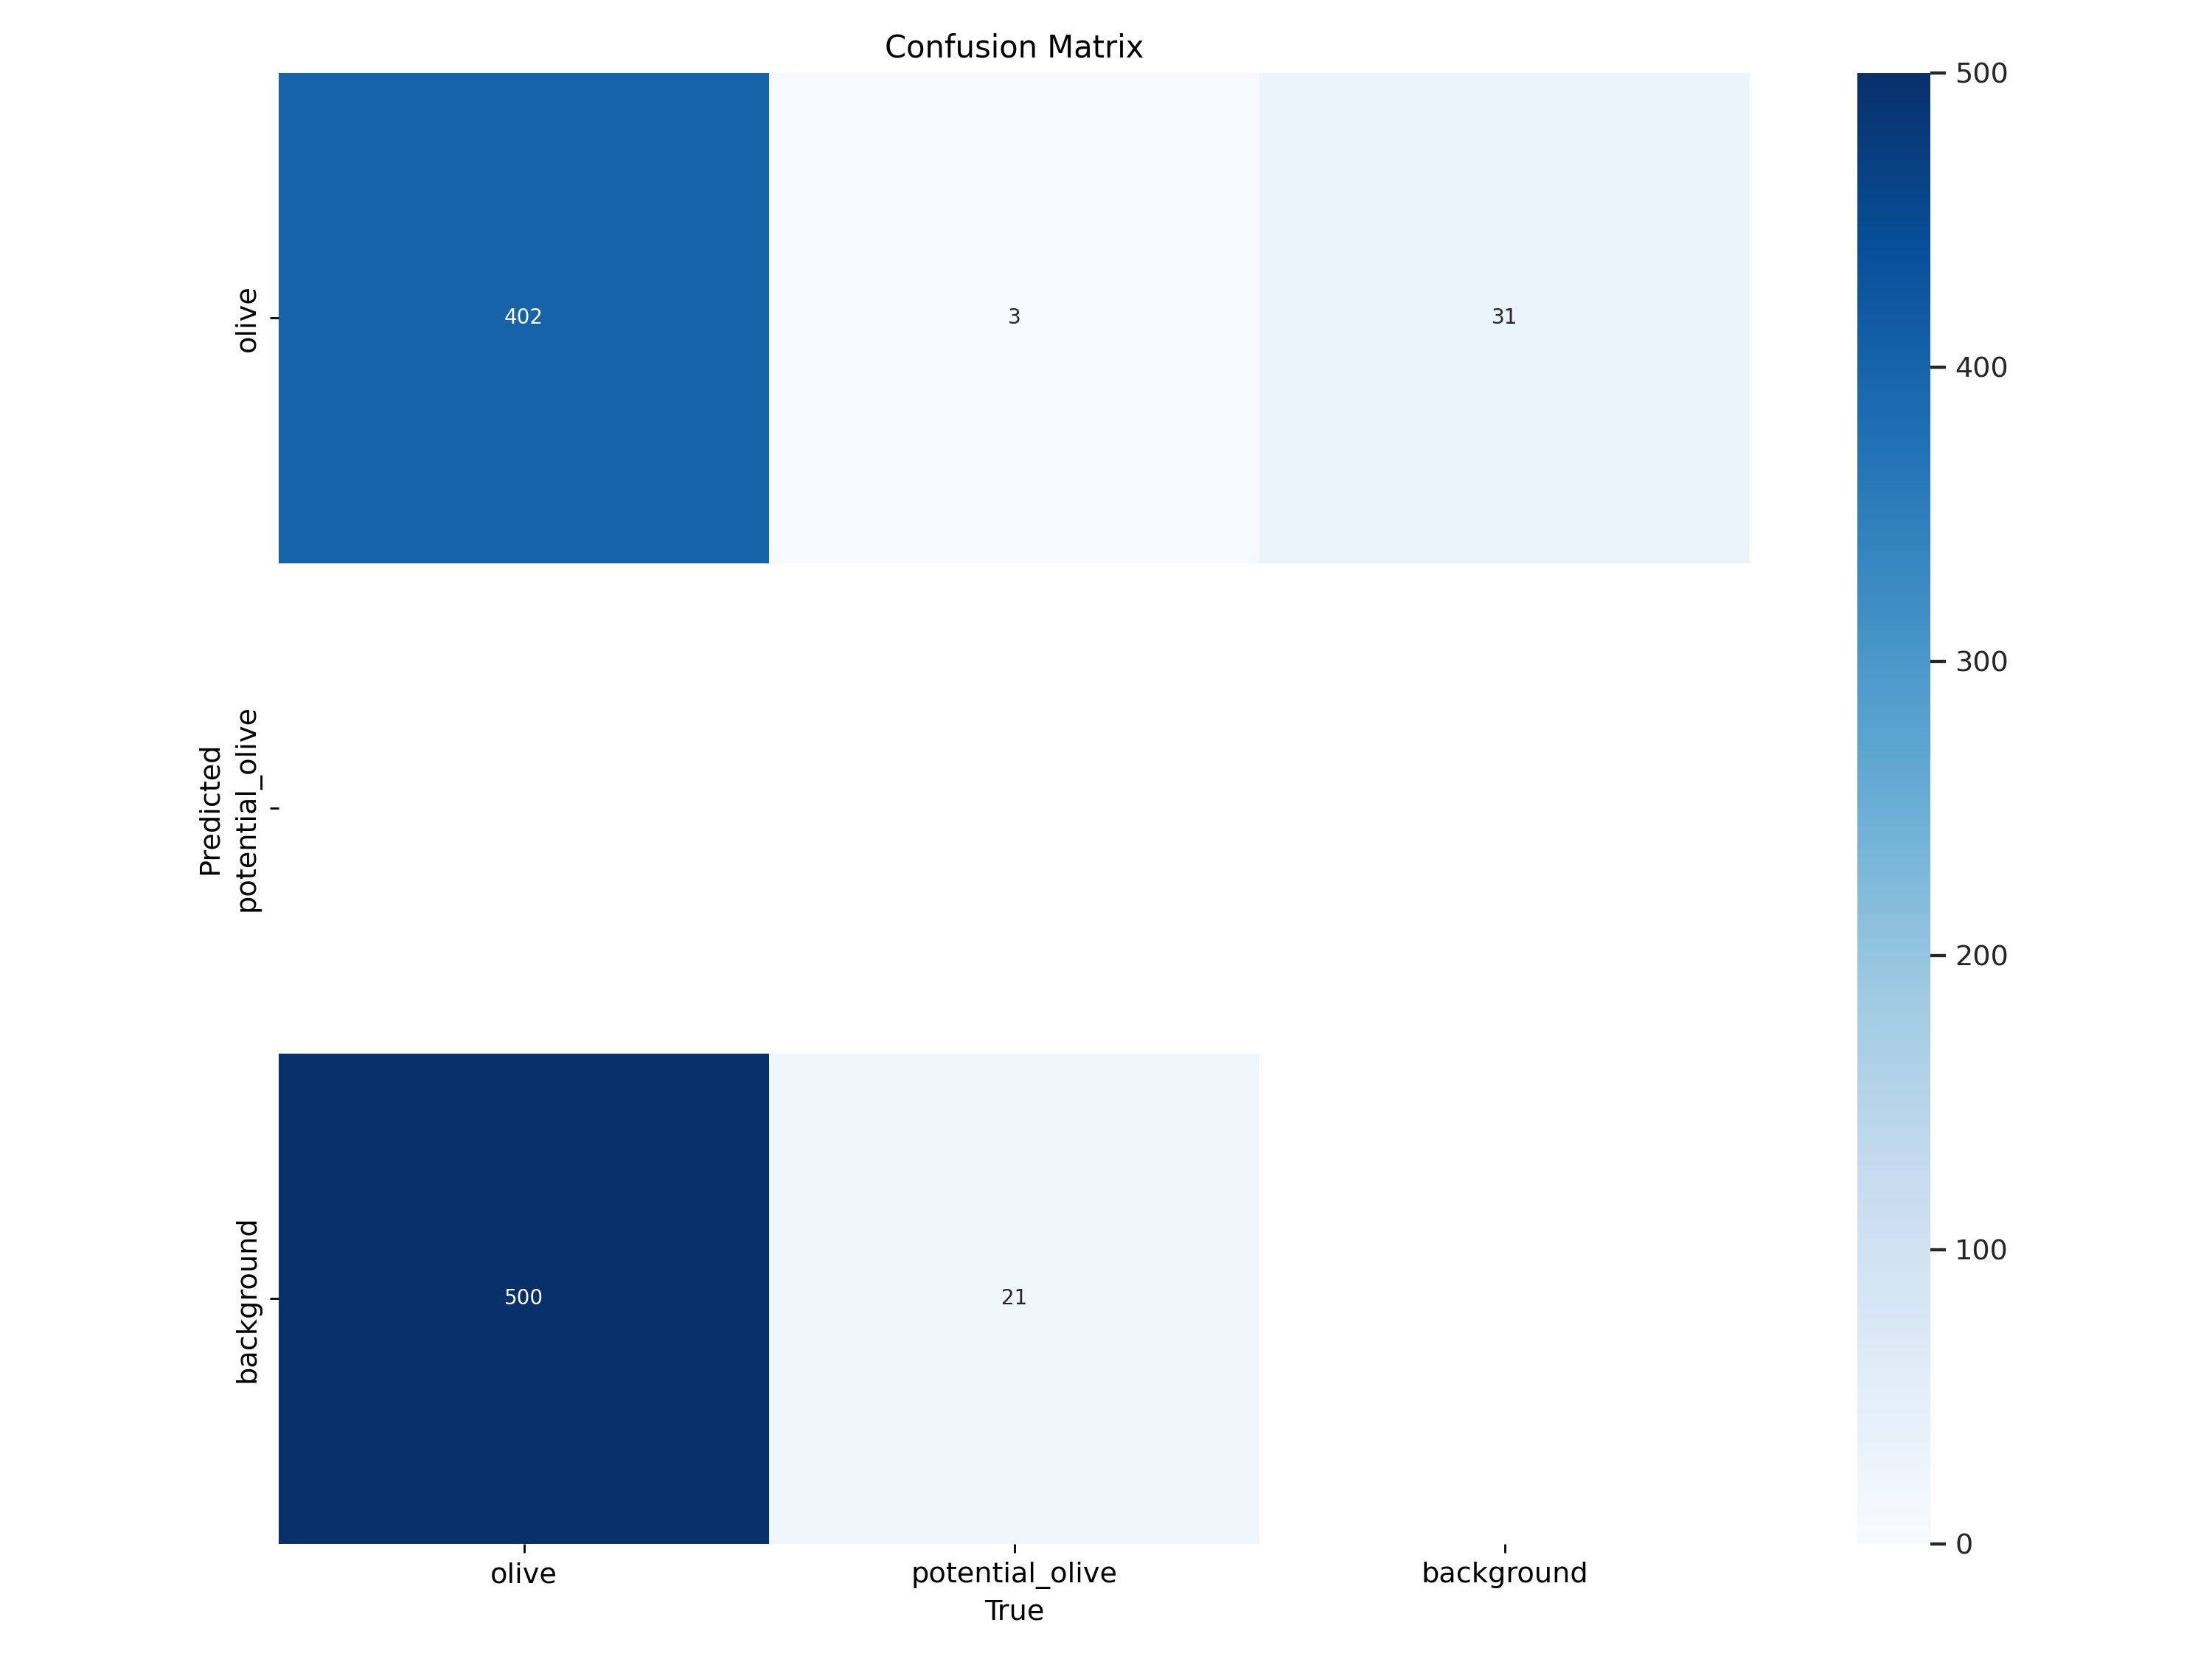 Confusion Matrix
olive
402
3
31
Predicted
potential_olive
background
500
21
olive
potential_olive
background
True
500
400
300
200
100
0